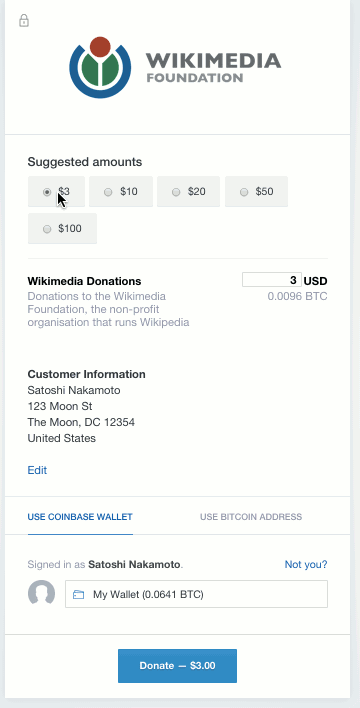 WIKIMEDIA
FOUNDATION
Suggested amounts
$3 $10 $20 $50
$100
Wikimedia Donations 3 USD
Donations to the Wikimedia 0.0096 BTC
Foundation, the non-profit
organisation that runs Wikipedia
Customer Information
Satoshi Nakamoto
123 Moon St
The Moon, DC 12354
United States
Edit
USE COINBASE WALLET USE BITCOIN ADDRESS
Signed in as Satoshi Nakamoto. Not you?
My Wallet (0.0641 BTC)
Donate — $3.00